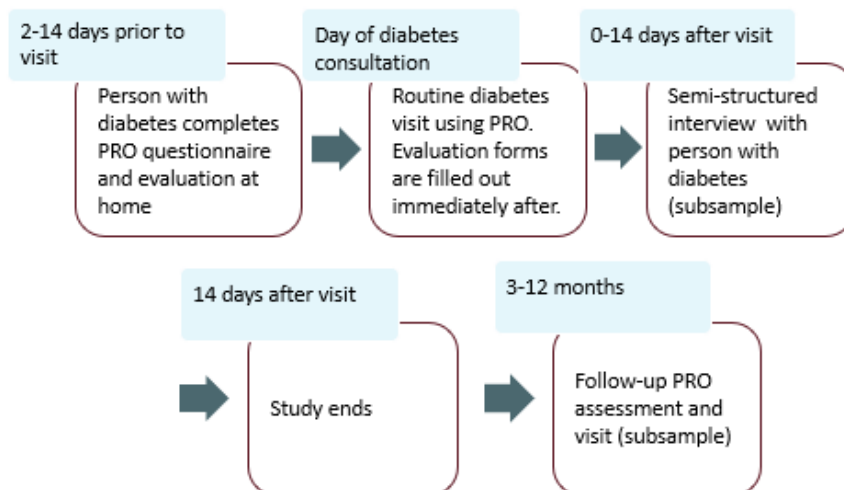 2-14 days prior to
visit
Person with
diabetes completes
PRO questionnaire
and evaluation at
home
Day of diabetes
consultation
Routine diabetes
visit using PRO.
Evaluation forms
are filled out
immediately after.
0-14 days after visit
Semi-structured
interview with
person with
diabetes
(subsample)
14 days after visit
Study ends
3-12 months
Follow-up PRO
assessment and
visit (subsample)